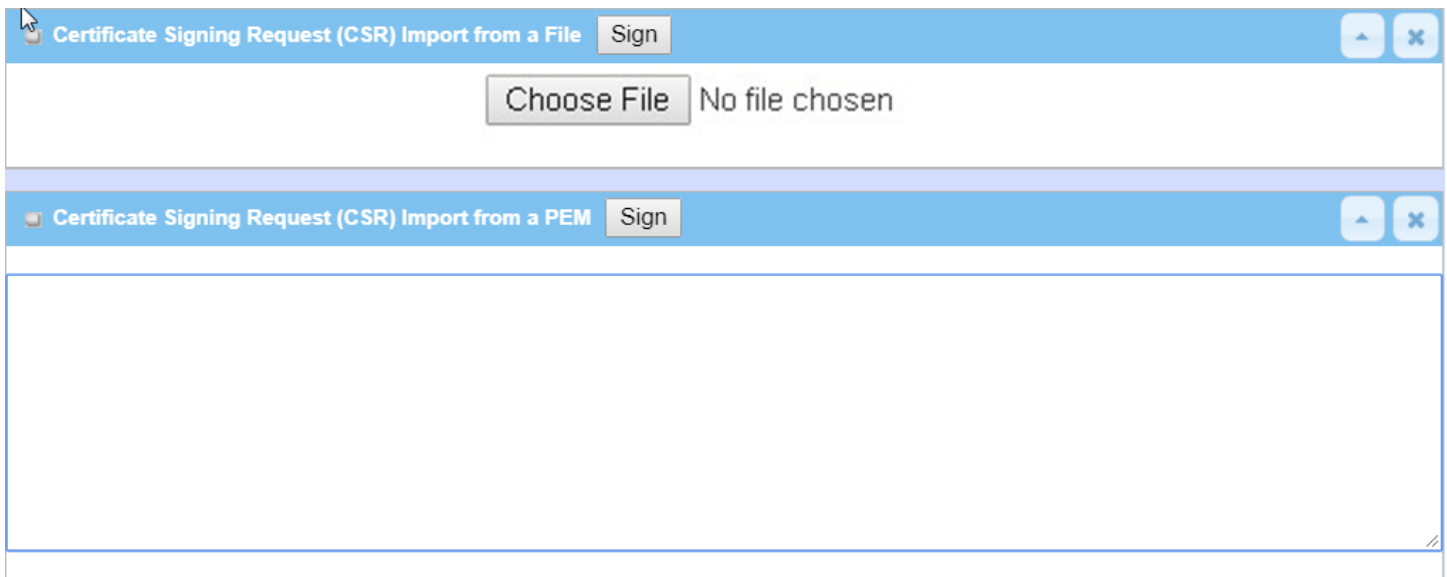 Certificate Signing Request (CSR) Import from a File Sign
Choose File No file chosen
Certificate Signing Request (CSR) Import from a PEM Sign